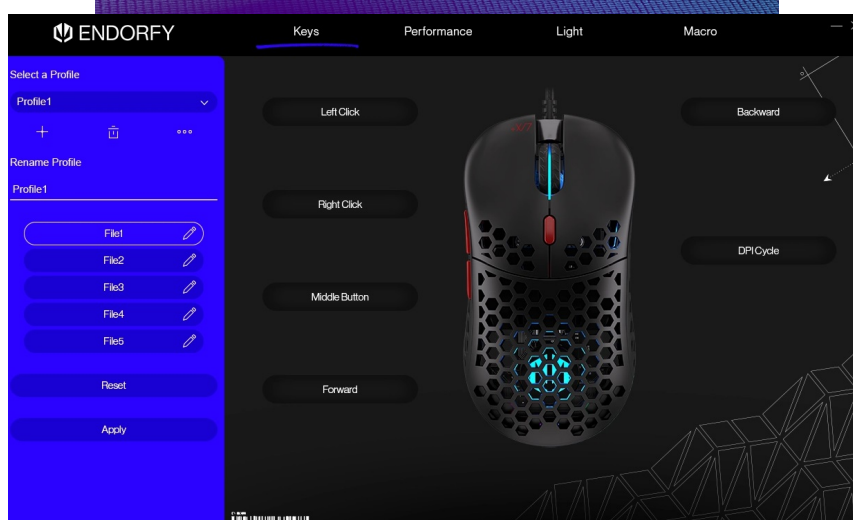 ENDORFY
Keys
Performance
Light
Macro
Select a Profile
Profile1
Rename Profile
Profile1
File1
File2
File3
File4
File5
Reset
Apply
Left Click
Right Click
Middle Button
Forward
Backward
DPI Cycle